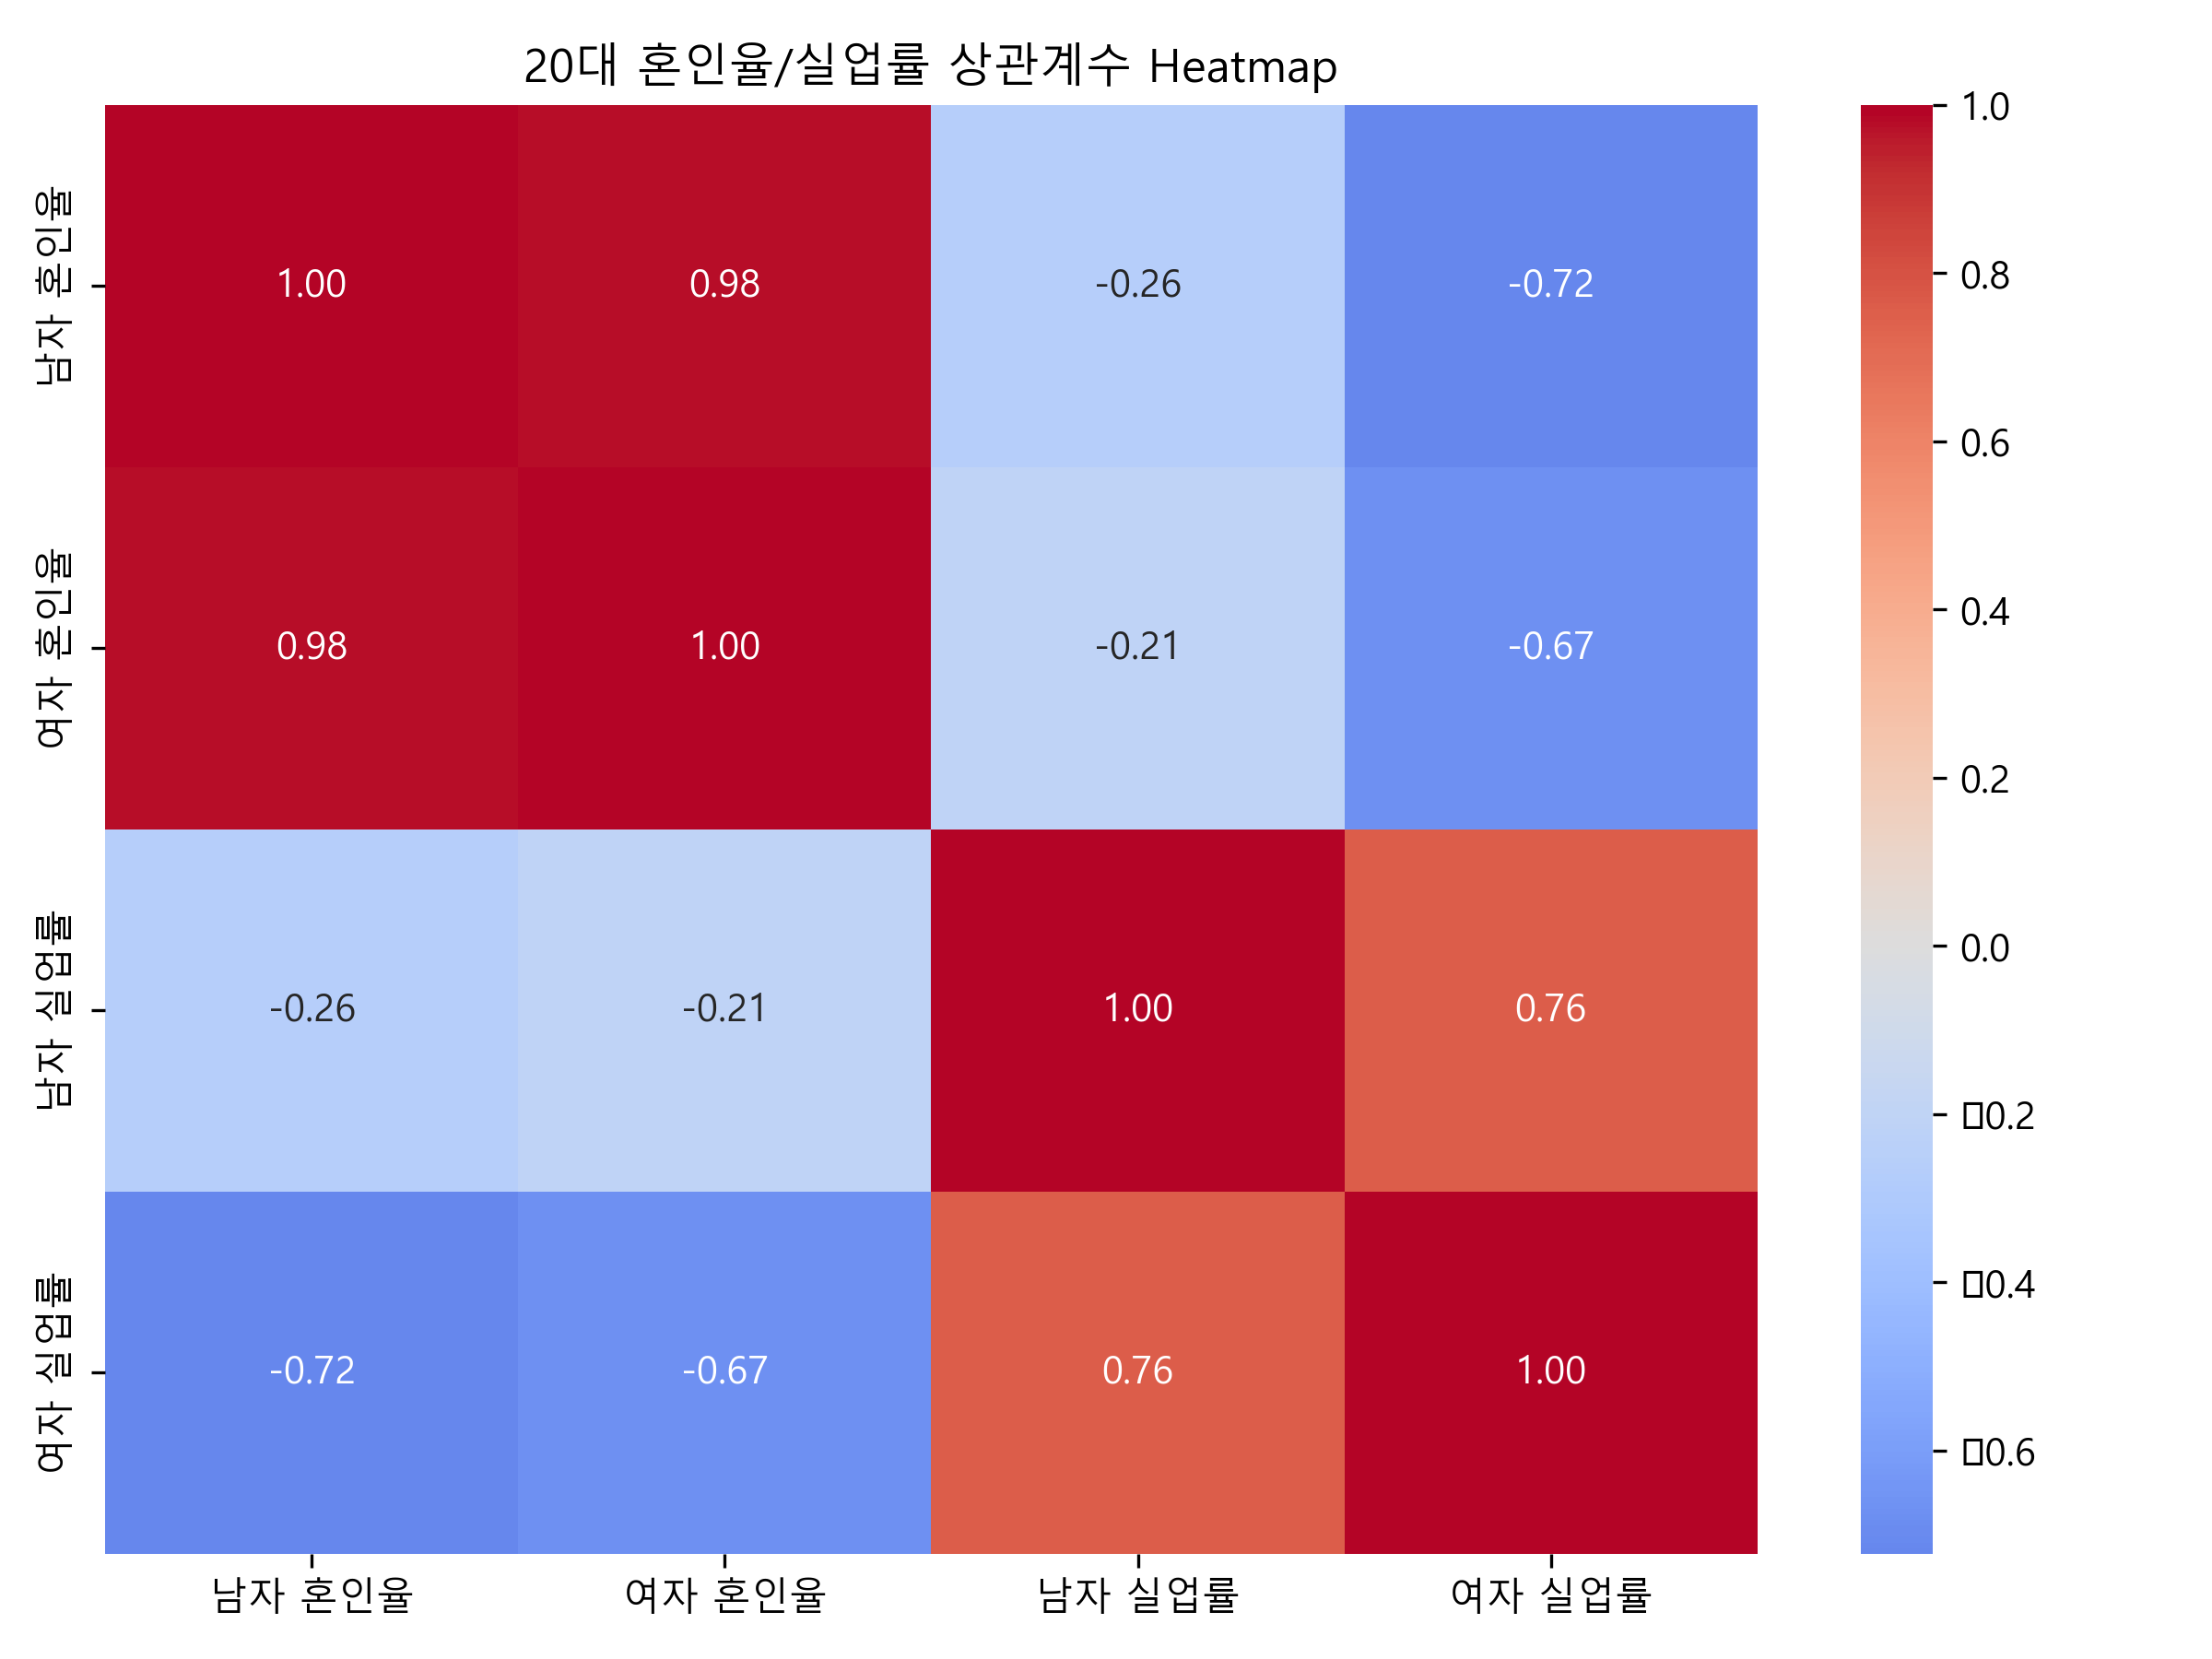 20대 혼인율/실업률 상관계수 Heatmap
남자 혼인율
1.00 0.98 -0.26 -0.72
여자 혼인율
0.98 1.00 -0.21 -0.67
남자 실업률
-0.26 -0.21 1.00 0.76
여자 실업률
-0.72 -0.67 0.76 1.00
남자 혼인율 여자 혼인율 남자 실업률 여자 실업률
1.0
0.8
0.6
0.4
0.2
0.0
□0.2
□0.4
□0.6